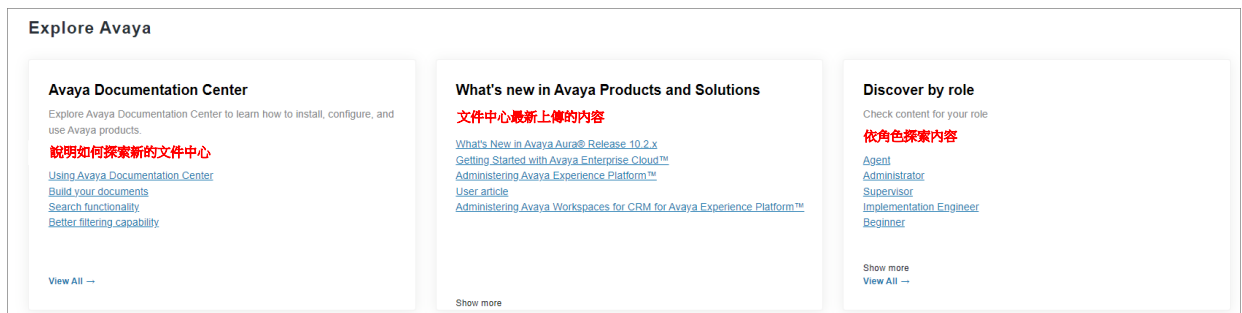 Explore Avaya
Avaya Documentation Center
Explore Avaya Documentation Center to learn how to install, configure, and
use Avaya products.
說明如何探索新的文件中心
Using Avaya Documentation Center
Build your documents
Search functionality
Better filtering capability
View All →
What's new in Avaya Products and Solutions
文件中心最新上傳的內容
What's New in Avaya Aura® Release 10.2.x
Getting Started with Avaya Enterprise Cloud™
Administering Avaya Experience Platform™
User article
Administering Avaya Workspaces for CRM for Avaya Experience Platform™
Show more
Discover by role
Check content for your role
依角色探索內容
Agent
Administrator
Supervisor
Implementation Engineer
Beginner
Show more
View All →